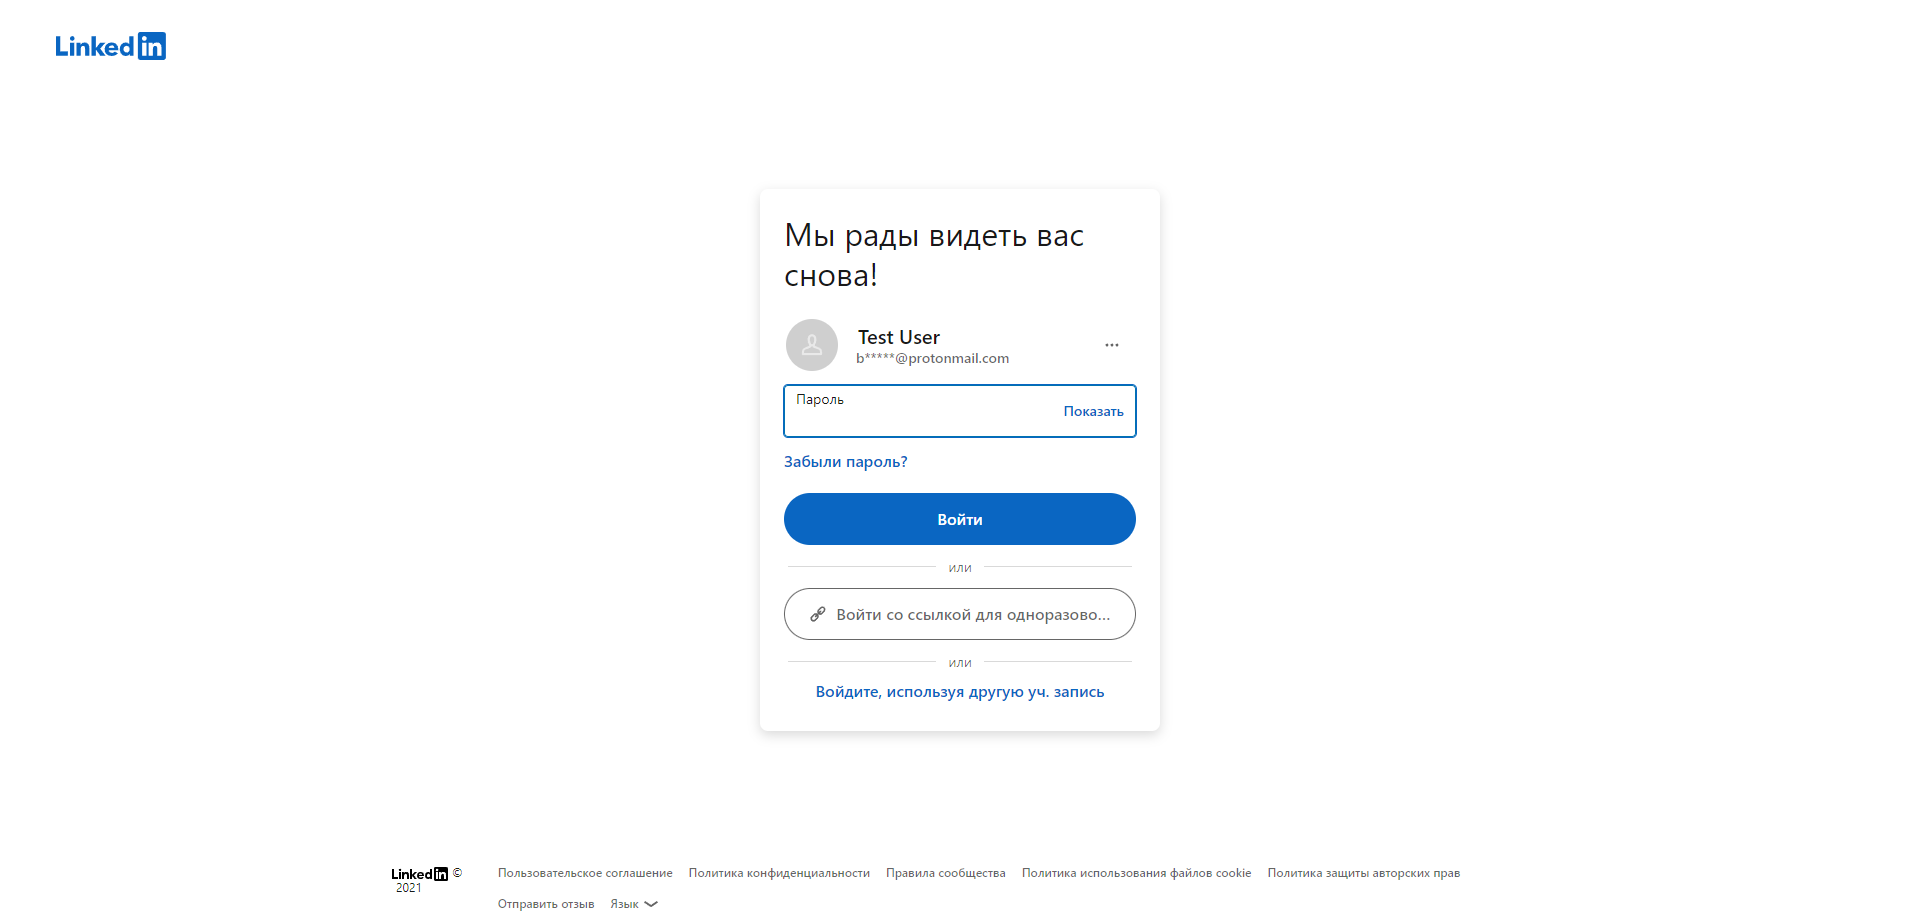 Linkedin
Мы рады видеть вас
снова!
Test User
b*****@protonmail.com
Пароль
Показать
Забыли пароль?
Войти
или
Войти со ссылкой для одноразово...
или
Войдите, используя другую уч. запись
Linkedin © 2021
Пользовательское соглашение Политика конфиденциальности Правила сообщества Политика использования файлов cookie Политика защиты авторских прав
Отправить отзыв Язык